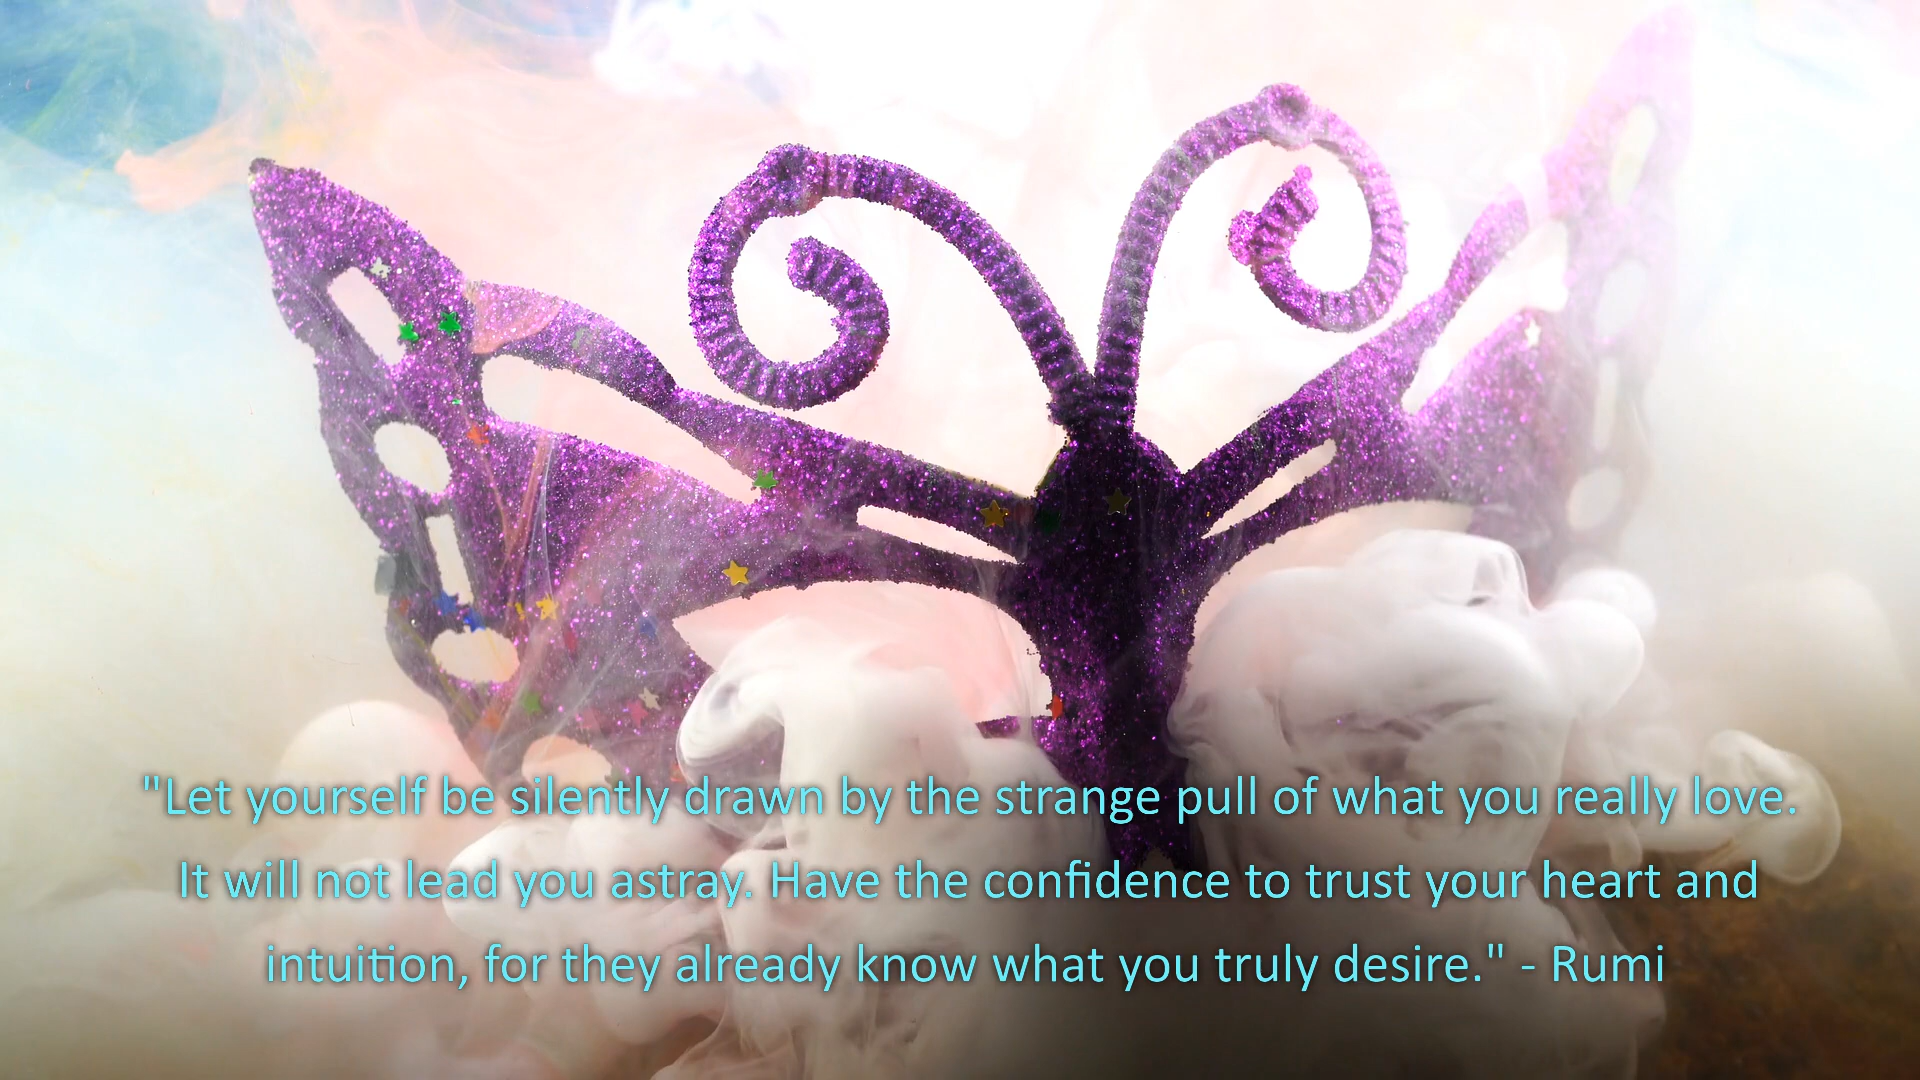 "Let yourself be silently drawn by the strange pull of what you really love.
It will not lead you astray. Have the confidence to trust your heart and
intuition, for they already know what you truly desire." - Rumi